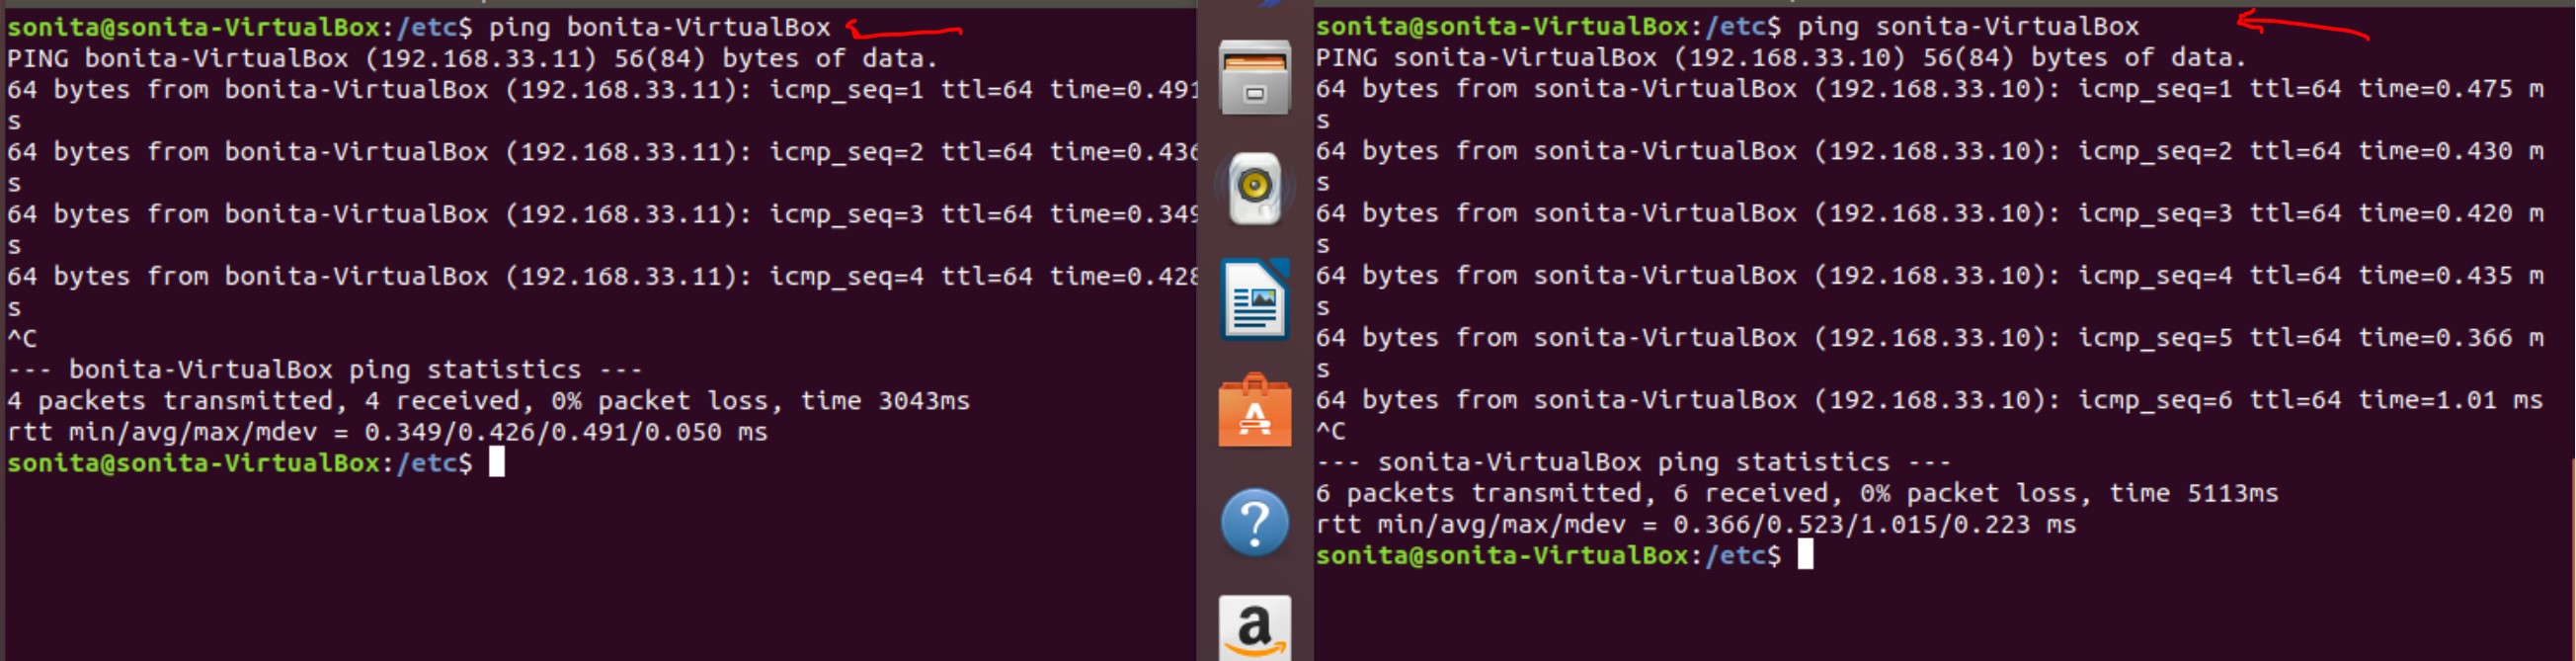 sonita@sonita-VirtualBox:/etc$ ping bonita-VirtualBox
PING bonita-VirtualBox (192.168.33.11) 56(84) bytes of data.
64 bytes from bonita-VirtualBox (192.168.33.11): icmp_seq=1 ttl=64 time=0.491
s
64 bytes from bonita-VirtualBox (192.168.33.11): icmp_seq=2 ttl=64 time=0.436
s
64 bytes from bonita-VirtualBox (192.168.33.11): icmp_seq=3 ttl=64 time=0.349
s
64 bytes from bonita-VirtualBox (192.168.33.11): icmp_seq=4 ttl=64 time=0.428
s
^C
--- bonita-VirtualBox ping statistics ---
4 packets transmitted, 4 received, 0% packet loss, time 3043ms
rtt min/avg/max/mdev = 0.349/0.426/0.491/0.050 ms
sonita@sonita-VirtualBox:/etc$
sonita@sonita-VirtualBox:/etc$ ping sonita-VirtualBox
PING sonita-VirtualBox (192.168.33.10) 56(84) bytes of data.
64 bytes from sonita-VirtualBox (192.168.33.10): icmp_seq=1 ttl=64 time=0.475 m
s
64 bytes from sonita-VirtualBox (192.168.33.10): icmp_seq=2 ttl=64 time=0.430 m
s
64 bytes from sonita-VirtualBox (192.168.33.10): icmp_seq=3 ttl=64 time=0.420 m
s
64 bytes from sonita-VirtualBox (192.168.33.10): icmp_seq=4 ttl=64 time=0.435 m
s
64 bytes from sonita-VirtualBox (192.168.33.10): icmp_seq=5 ttl=64 time=0.366 m
s
64 bytes from sonita-VirtualBox (192.168.33.10): icmp_seq=6 ttl=64 time=1.01 ms
^C
--- sonita-VirtualBox ping statistics ---
6 packets transmitted, 6 received, 0% packet loss, time 5113ms
rtt min/avg/max/mdev = 0.366/0.523/1.015/0.223 ms
sonita@sonita-VirtualBox:/etc$